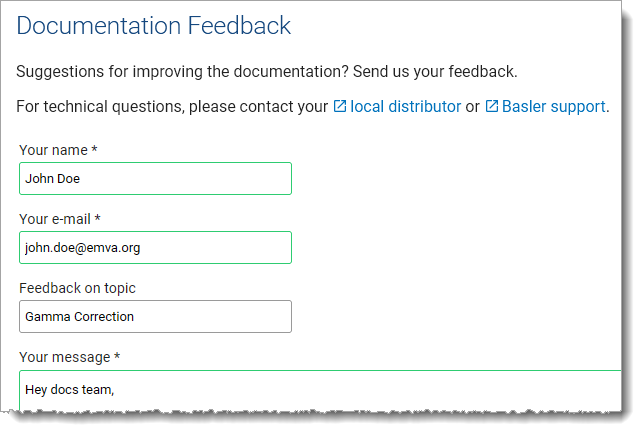 Documentation Feedback
Suggestions for improving the documentation? Send us your feedback.
For technical questions, please contact your local distributor or Basler support.
Your name *
John Doe
Your e-mail *
john.doe@emva.org
Feedback on topic
Gamma Correction
Your message *
Hey docs team,